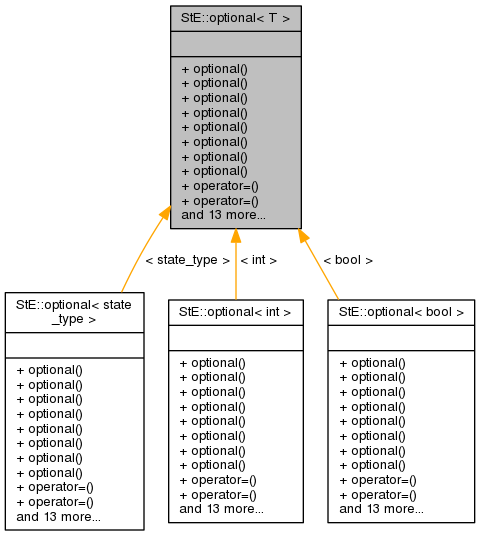 StE::optional< T >
+ optional()
+ optional()
+ optional()
+ optional()
+ optional()
+ optional()
+ optional()
+ optional()
+ operator=()
+ operator=()
and 13 more...
< state_type >
< int >
< bool >
StE::optional< state
_type >
+ optional()
+ optional()
+ optional()
+ optional()
+ optional()
+ optional()
+ optional()
+ optional()
+ operator=()
+ operator=()
and 13 more...
StE::optional< int >
+ optional()
+ optional()
+ optional()
+ optional()
+ optional()
+ optional()
+ optional()
+ optional()
+ operator=()
+ operator=()
and 13 more...
StE::optional< bool >
+ optional()
+ optional()
+ optional()
+ optional()
+ optional()
+ optional()
+ optional()
+ optional()
+ operator=()
+ operator=()
and 13 more...